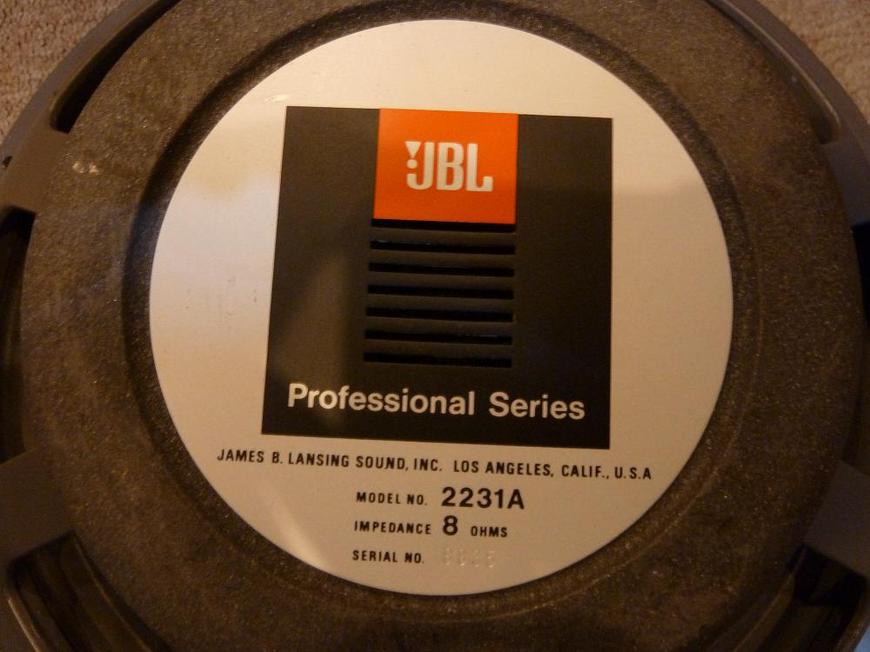 JBL
Professional Series
JAMES B. LANSING SOUND, INC. LOS ANGELES, CALIF., U.S.A
MODEL NO. 2231A
IMPEDANCE 8 OHMS
SERIAL NO.